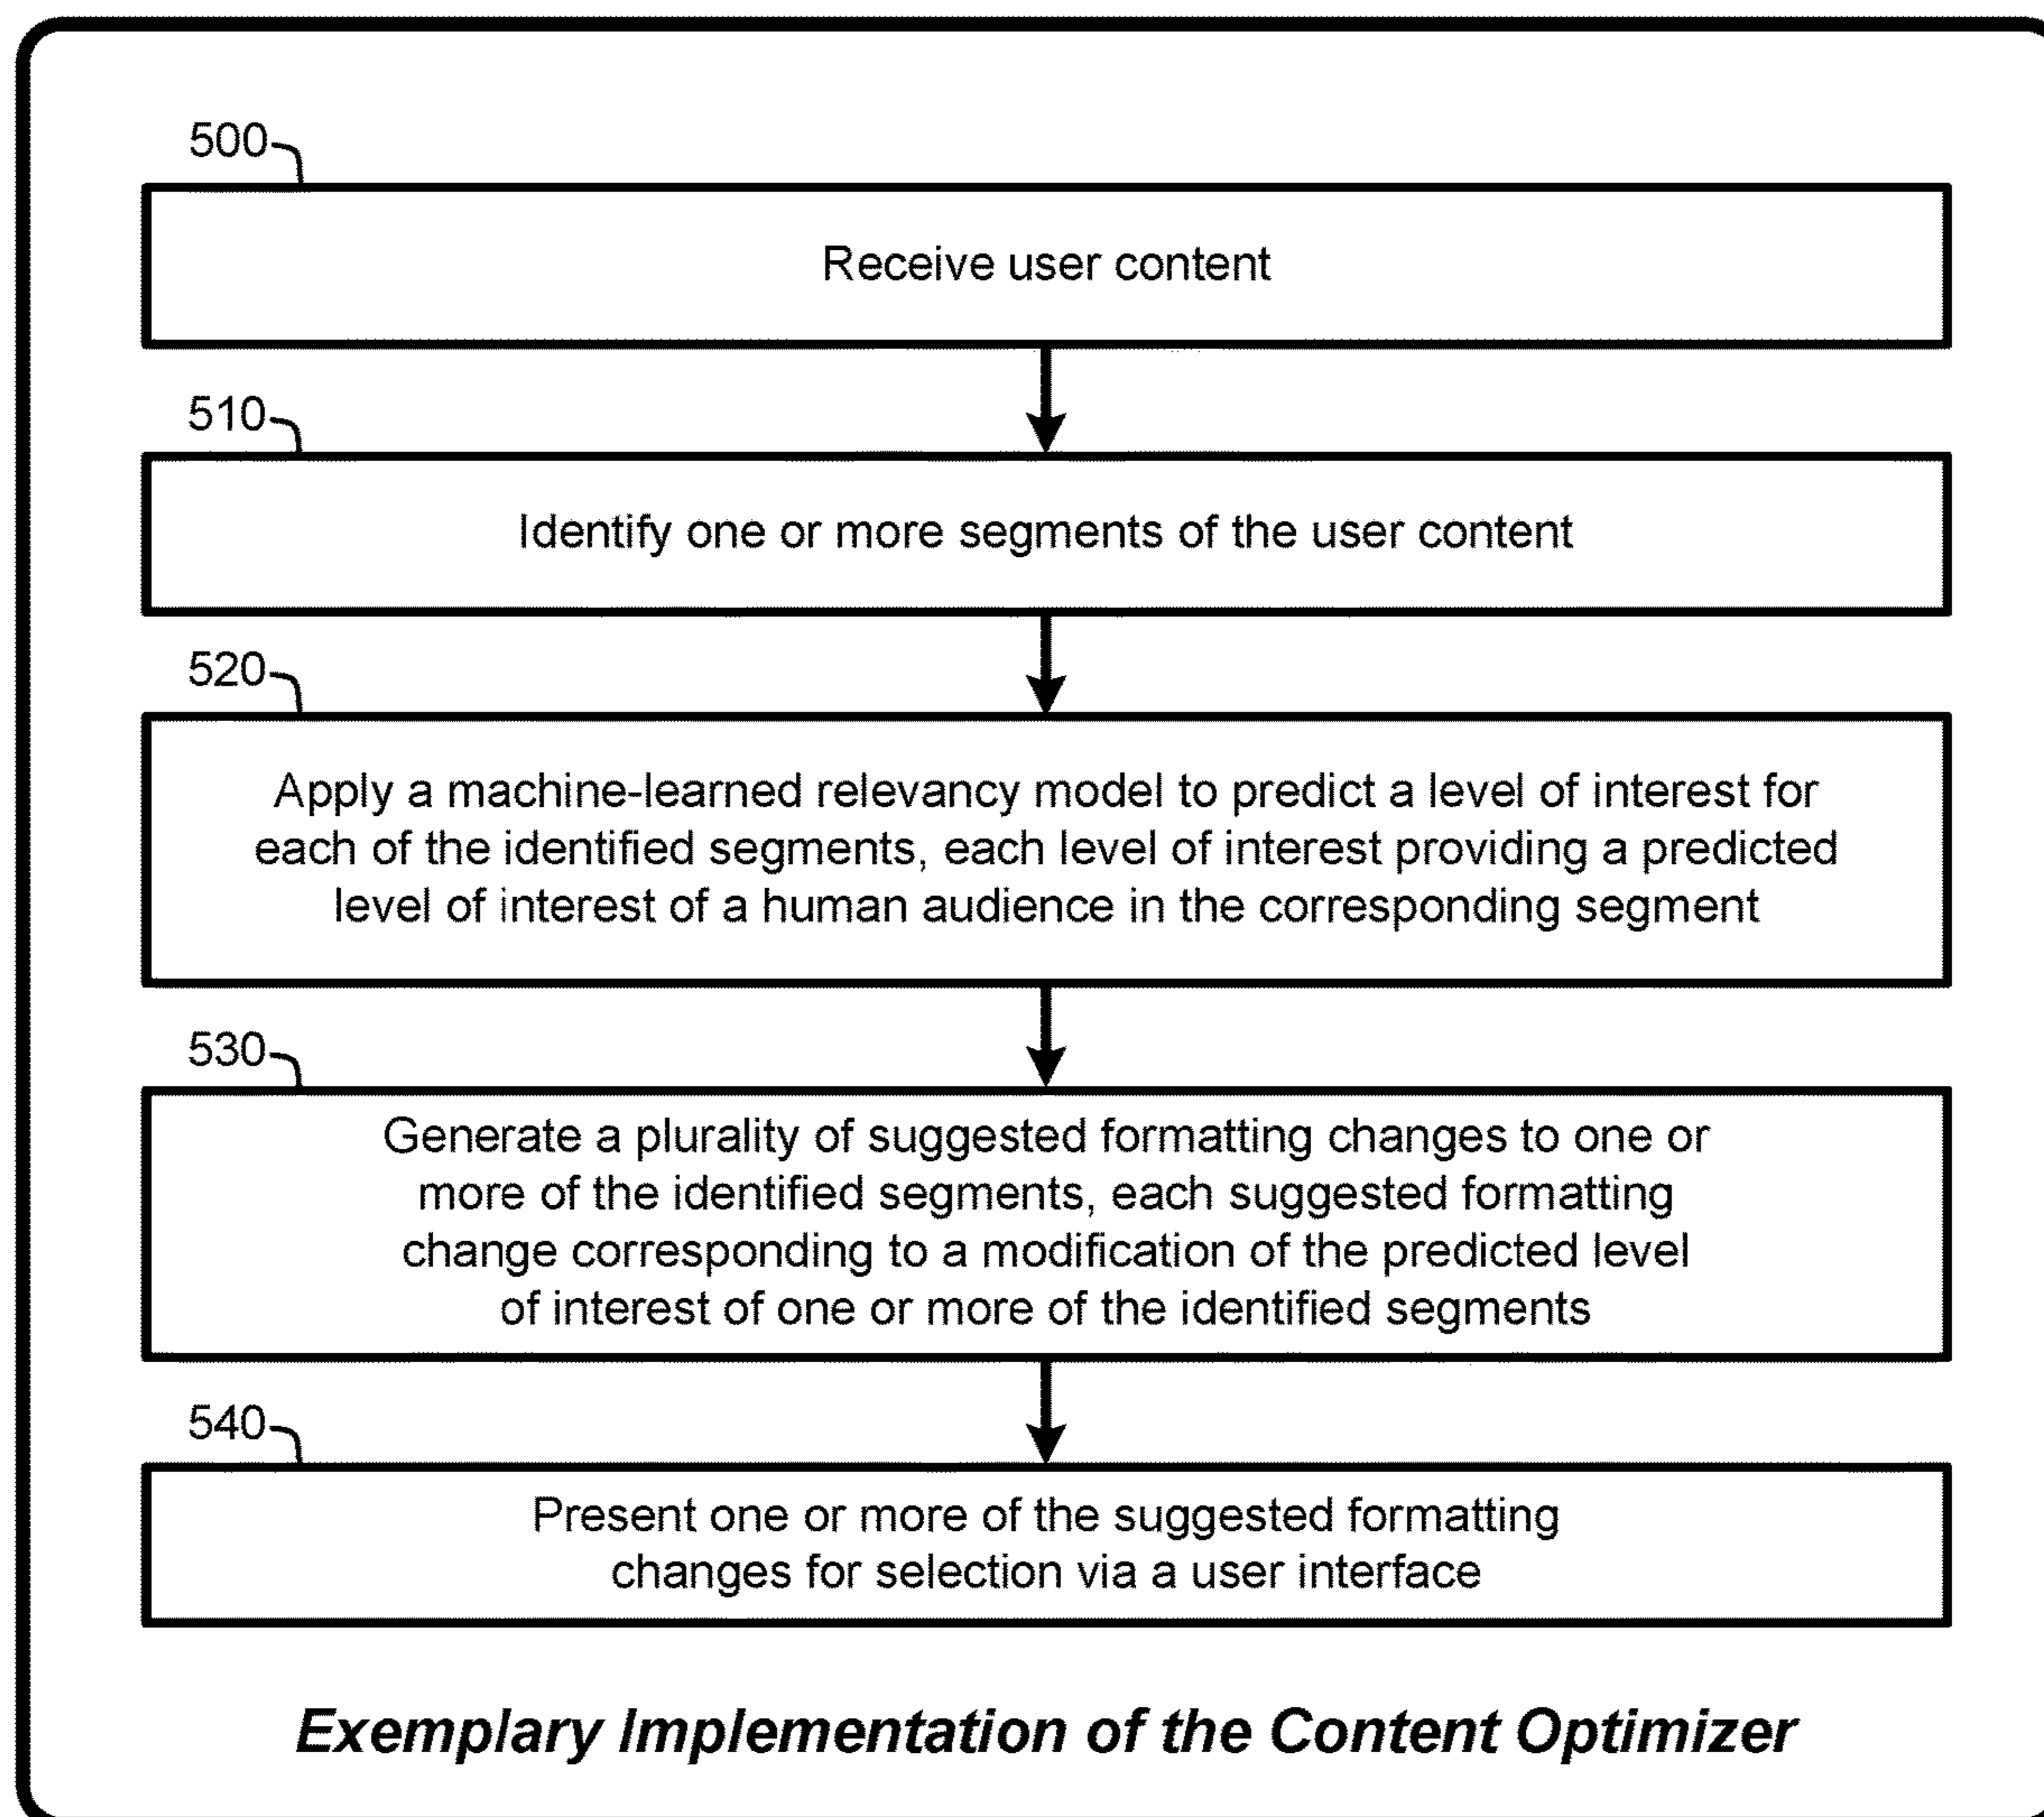 500
Receive user content
510
Identify one or more segments of the user content
520
Apply a machine-learned relevancy model to predict a level of interest for
each of the identified segments, each level of interest providing a predicted
level of interest of a human audience in the corresponding segment
530
Generate a plurality of suggested formatting changes to one or
more of the identified segments, each suggested formatting
change corresponding to a modification of the predicted level
of interest of one or more of the identified segments
540
Present one or more of the suggested formatting
changes for selection via a user interface
Exemplary Implementation of the Content Optimizer